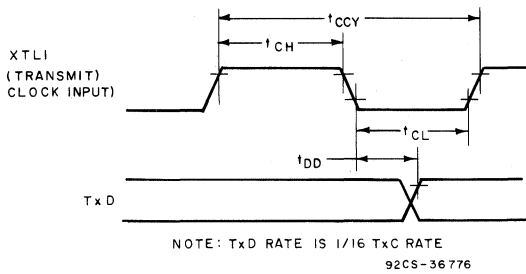 tCCY
tCH
XTLI
(TRANSMIT)
CLOCK INPUT)
tCL
tDD
TxD
NOTE: TxD RATE IS 1/16 TxC RATE
92CS-36776